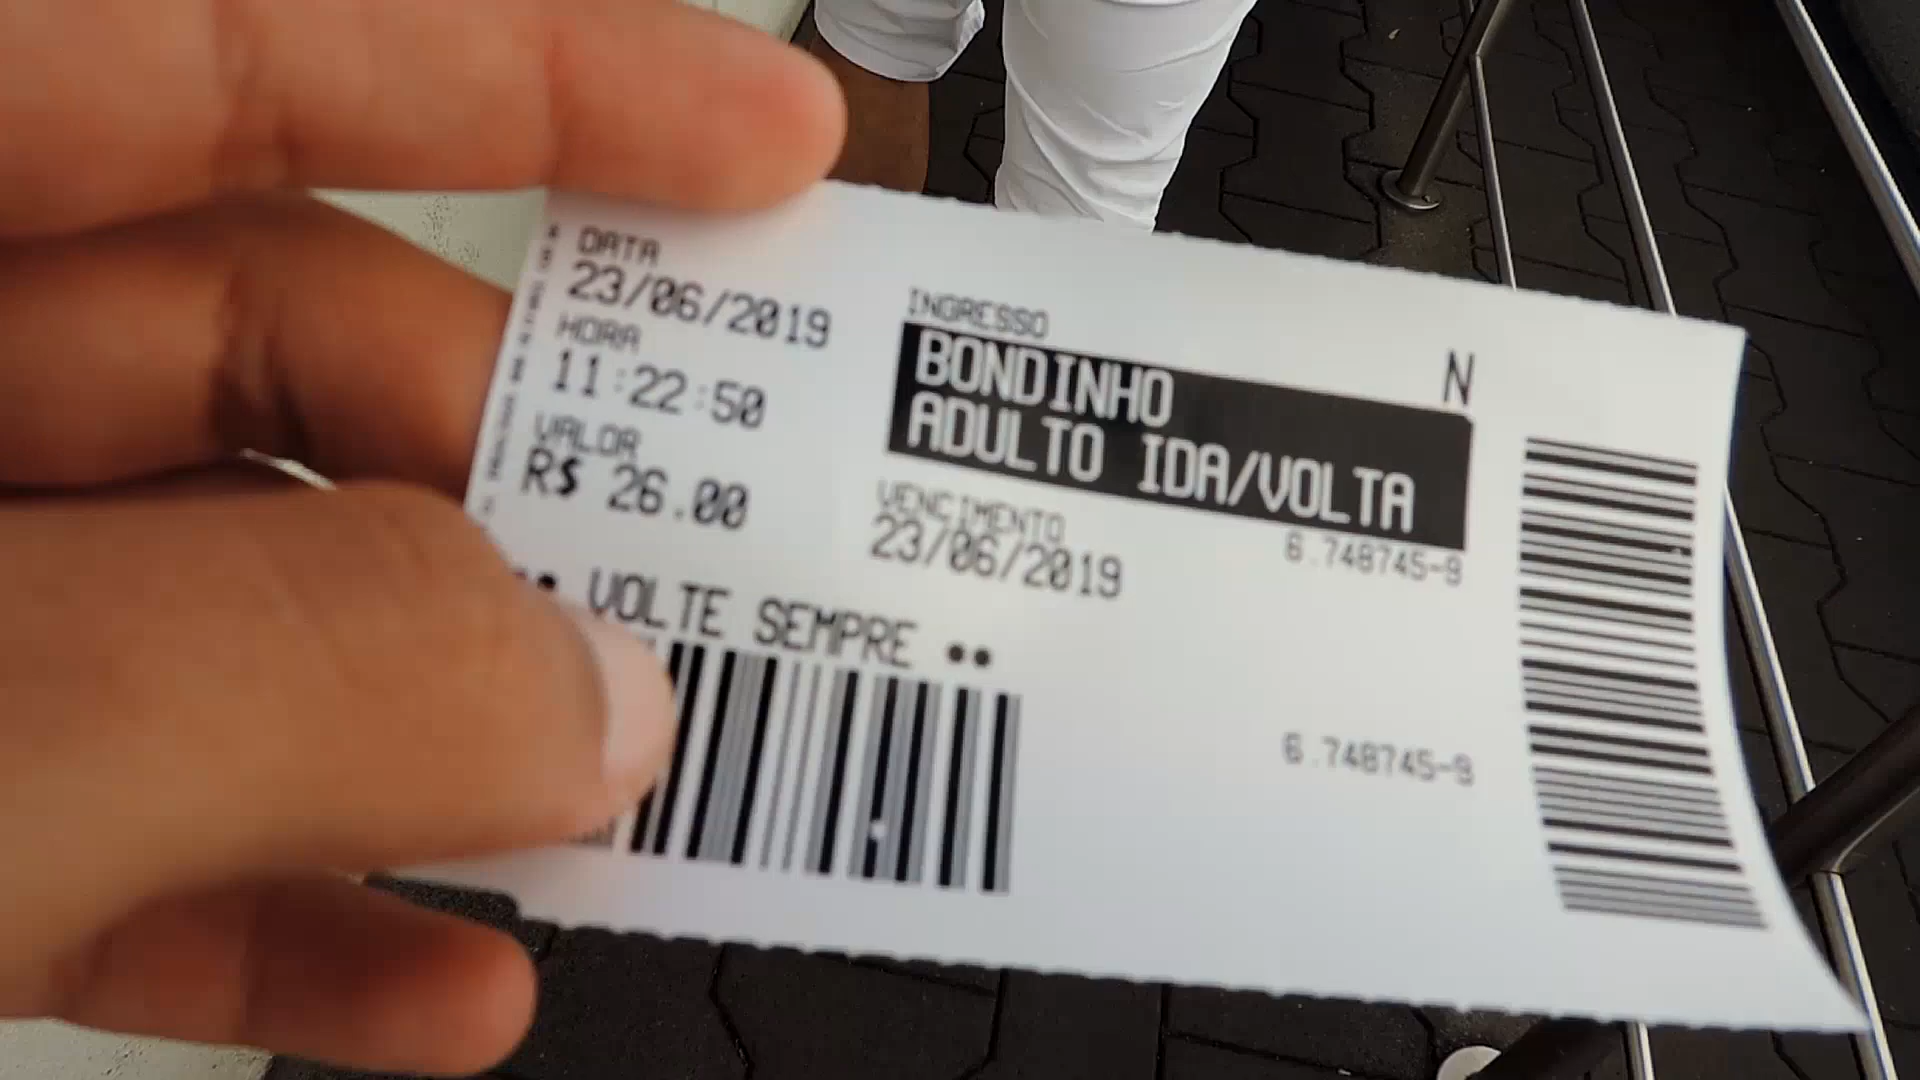 DATA
23/06/2019
HORA
11:22:50
VALOR
R$ 26.00
INGRESSO
N
BONDINHO
ADULTO IDA/VOLTA
VENCIMENTO
23/06/2019
6.748745-9
•• VOLTE SEMPRE ••
6.748745-9